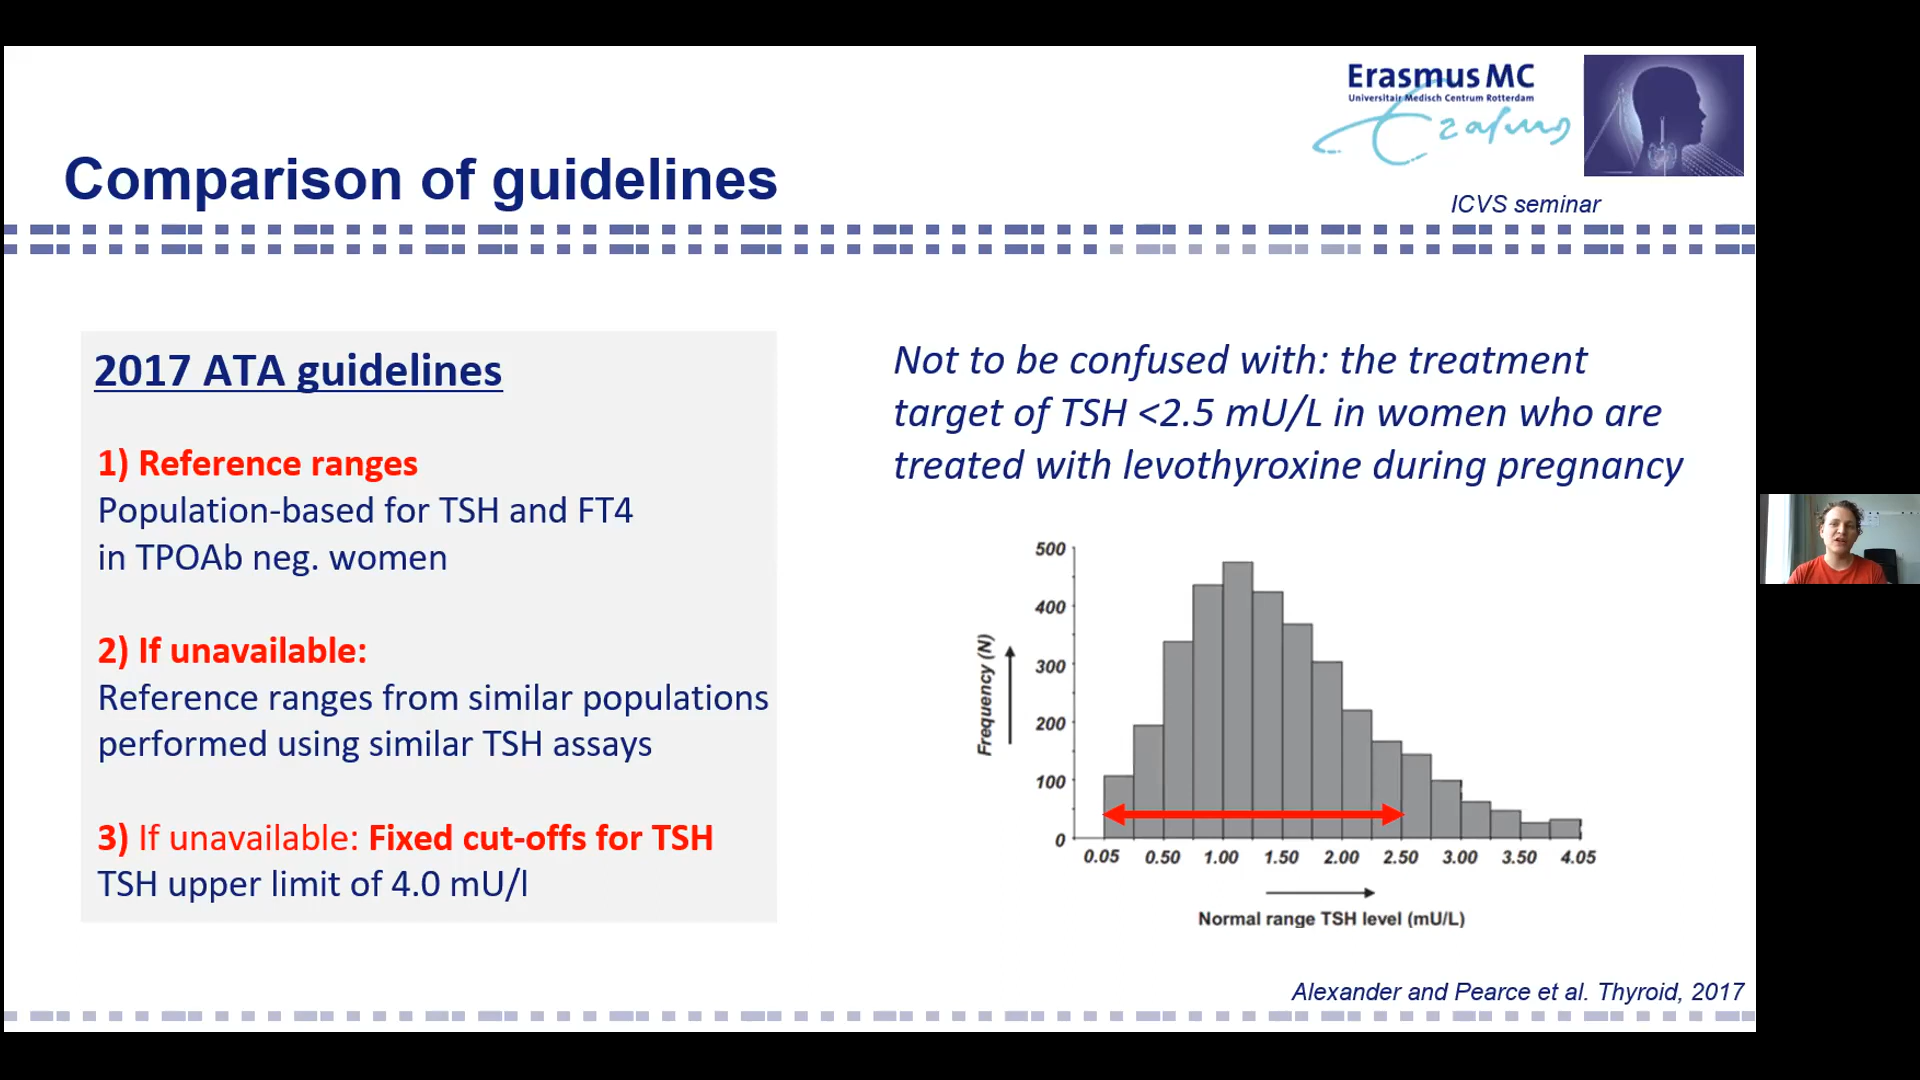 Erasmus MC
Universitair Medisch Centrum Rotterdam
Erasmus
ICVS seminar
Comparison of guidelines
2017 ATA guidelines
1) Reference ranges
Population-based for TSH and FT4
in TPOAb neg. women
2) If unavailable:
Reference ranges from similar populations
performed using similar TSH assays
3) If unavailable: Fixed cut-offs for TSH
TSH upper limit of 4.0 mU/l
Not to be confused with: the treatment
target of TSH <2.5 mU/L in women who are
treated with levothyroxine during pregnancy
Frequency (N)
500
400
300
200
100
0
0.05 0.50 1.00 1.50 2.00 2.50 3.00 3.50 4.05
Normal range TSH level (mU/L)
Alexander and Pearce et al. Thyroid, 2017